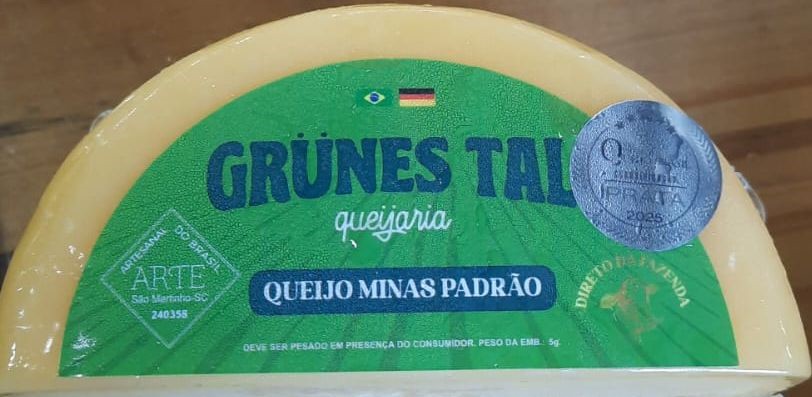 GRÜNES TAL
queijaria
ARTESANAL DO BRASIL
ARTE
São Martinho-SC
240358
QUEIJO MINAS PADRÃO
PRATA
2025
DIRETO DA FAZENDA
DEVE SER PESADO EM PRESENÇA DO CONSUMIDOR. PESO DA EMB.: 5g.